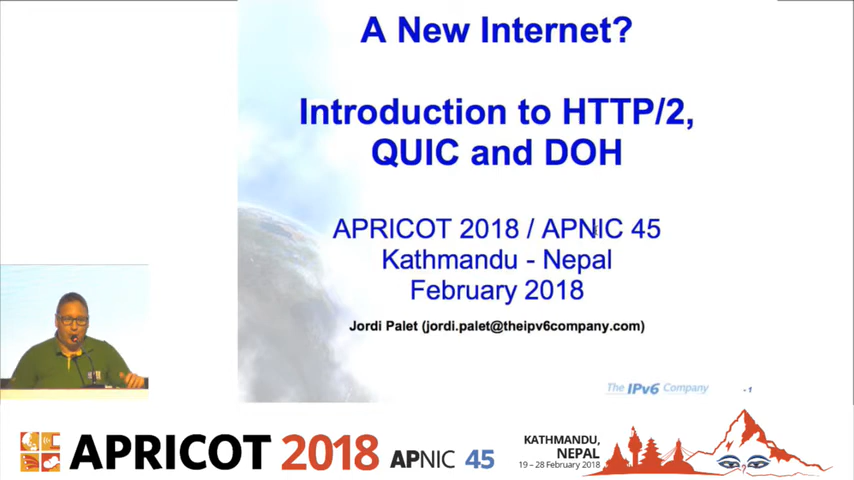 A New Internet?
Introduction to HTTP/2,
QUIC and DOH
APRICOT 2018 / APNIC 45
Kathmandu - Nepal
February 2018
Jordi Palet (jordi.palet@theipv6company.com)
The IPv6 Company
- 1
APRICOT 2018 APNIC 45
KATHMANDU,
NEPAL
19 – 28 February 2018